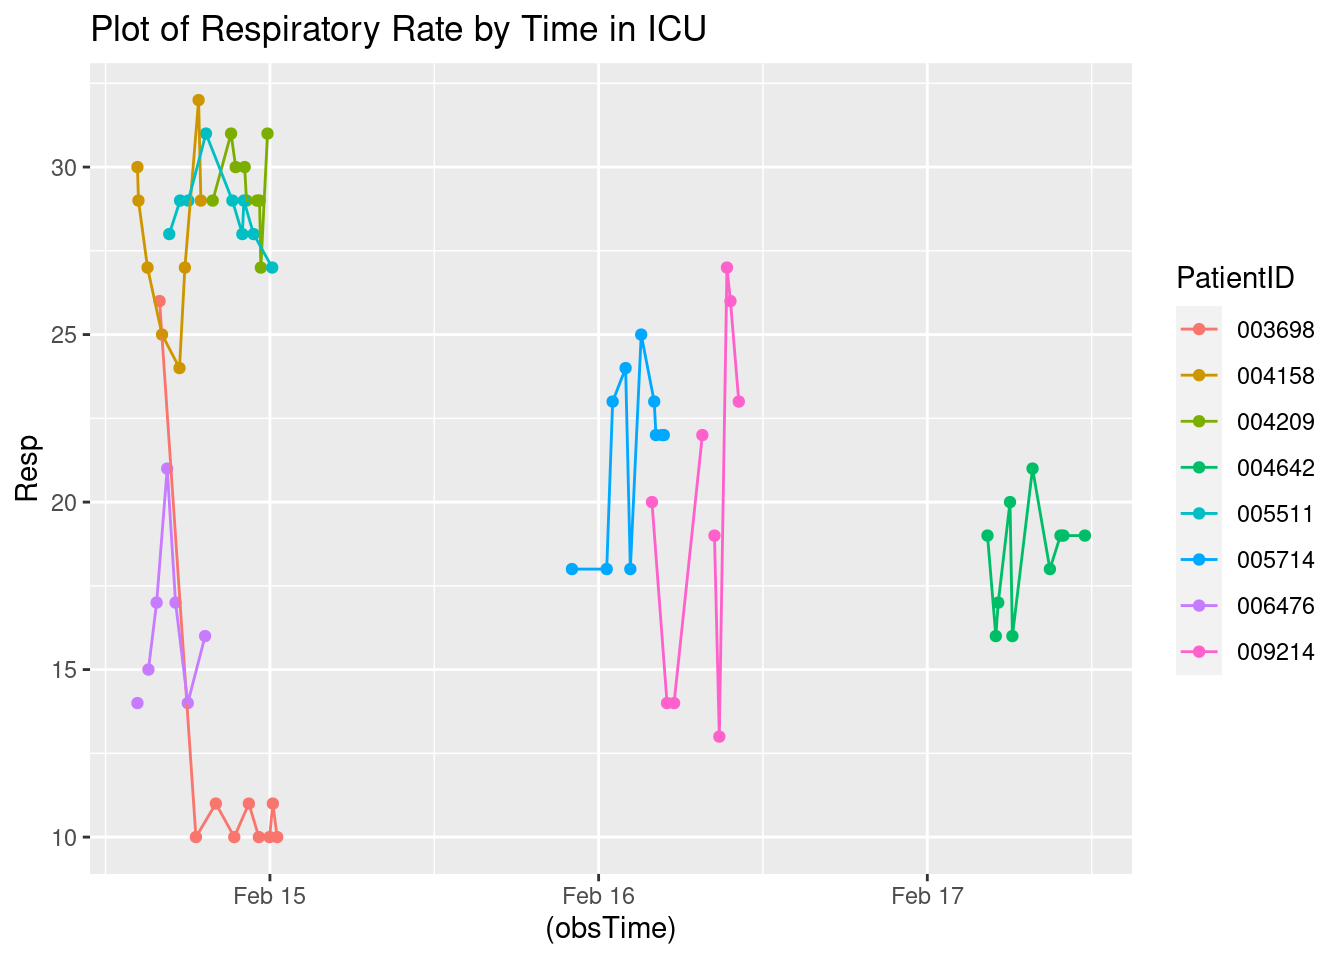 Plot of Respiratory Rate by Time in ICU
30
25
20
15
10
Resp
Feb 15
Feb 16
Feb 17
(obsTime)
PatientID
003698
004158
004209
004642
005511
005714
006476
009214